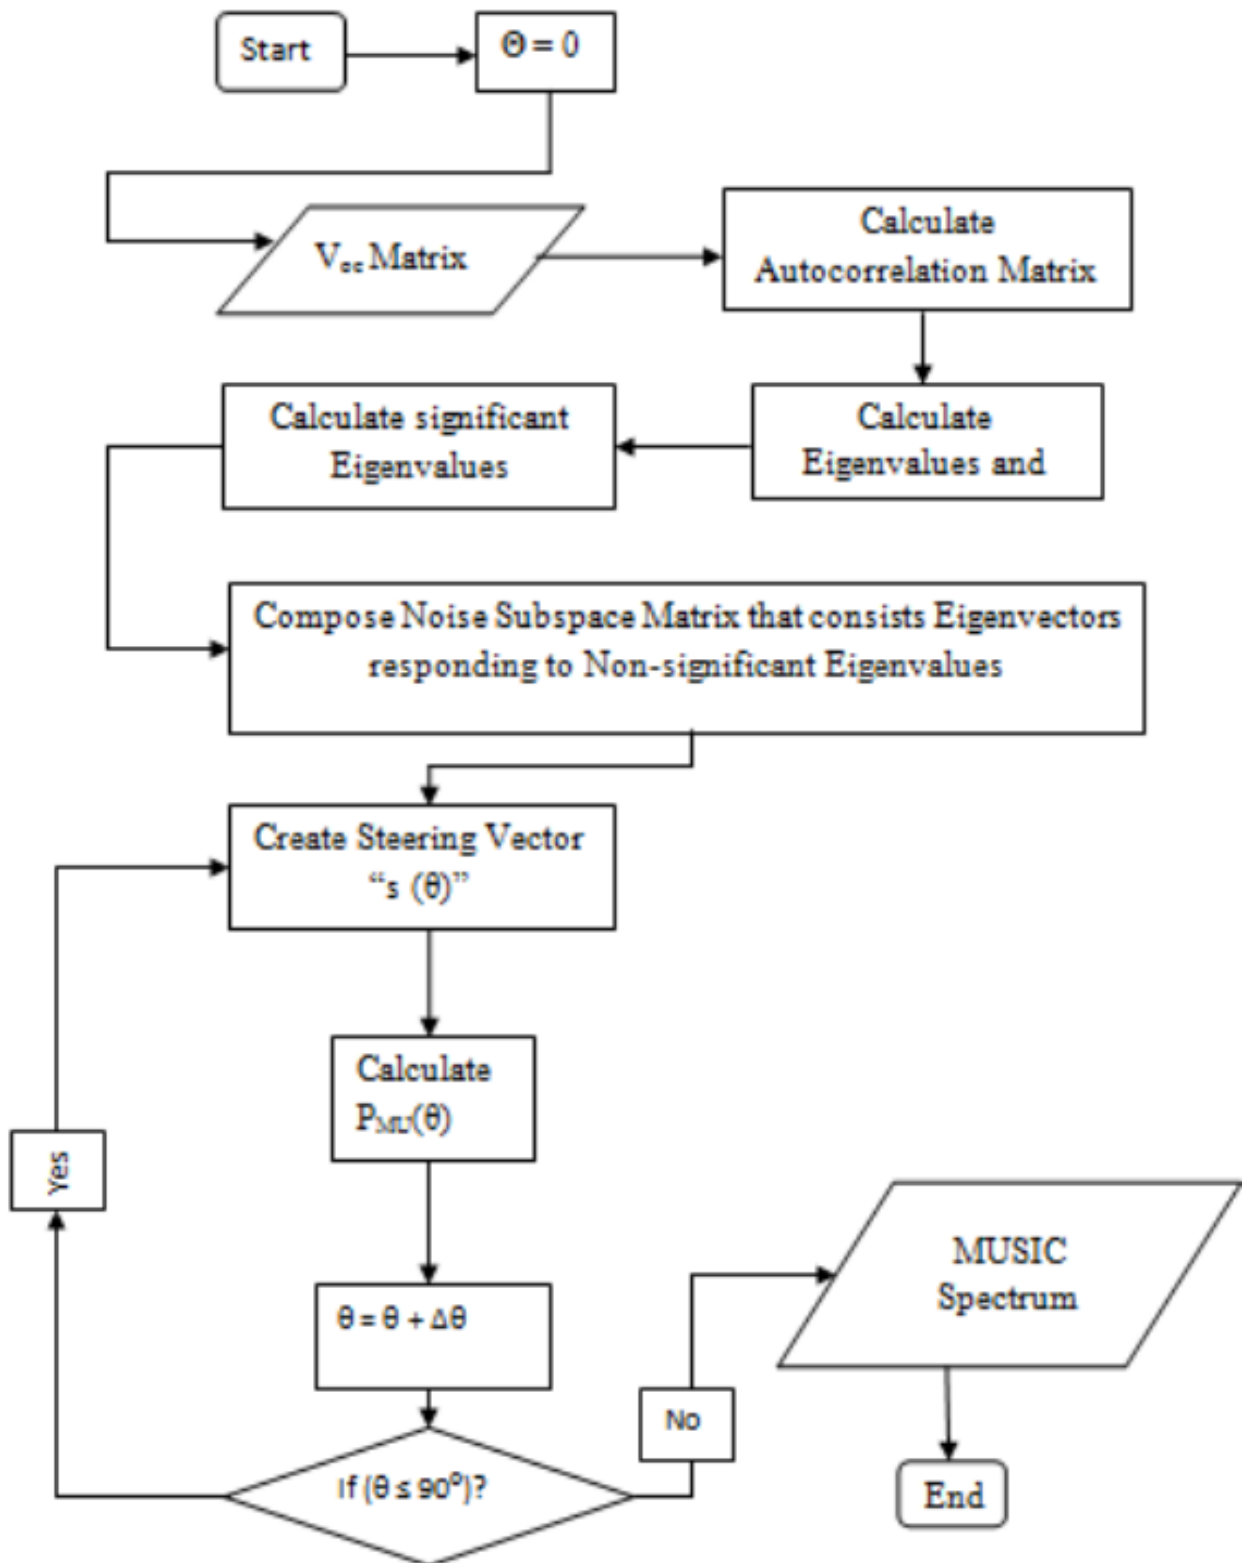 Start
Θ = 0
Vcc Matrix
Calculate
Autocorrelation Matrix
Calculate
Eigenvalues and
Calculate significant
Eigenvalues
Compose Noise Subspace Matrix that consists Eigenvectors
responding to Non-significant Eigenvalues
Create Steering Vector
“s (θ)”
Calculate
PMU(θ)
θ = θ + Δθ
If (θ ≤ 90⁰)?
Yes
No
MUSIC
Spectrum
End